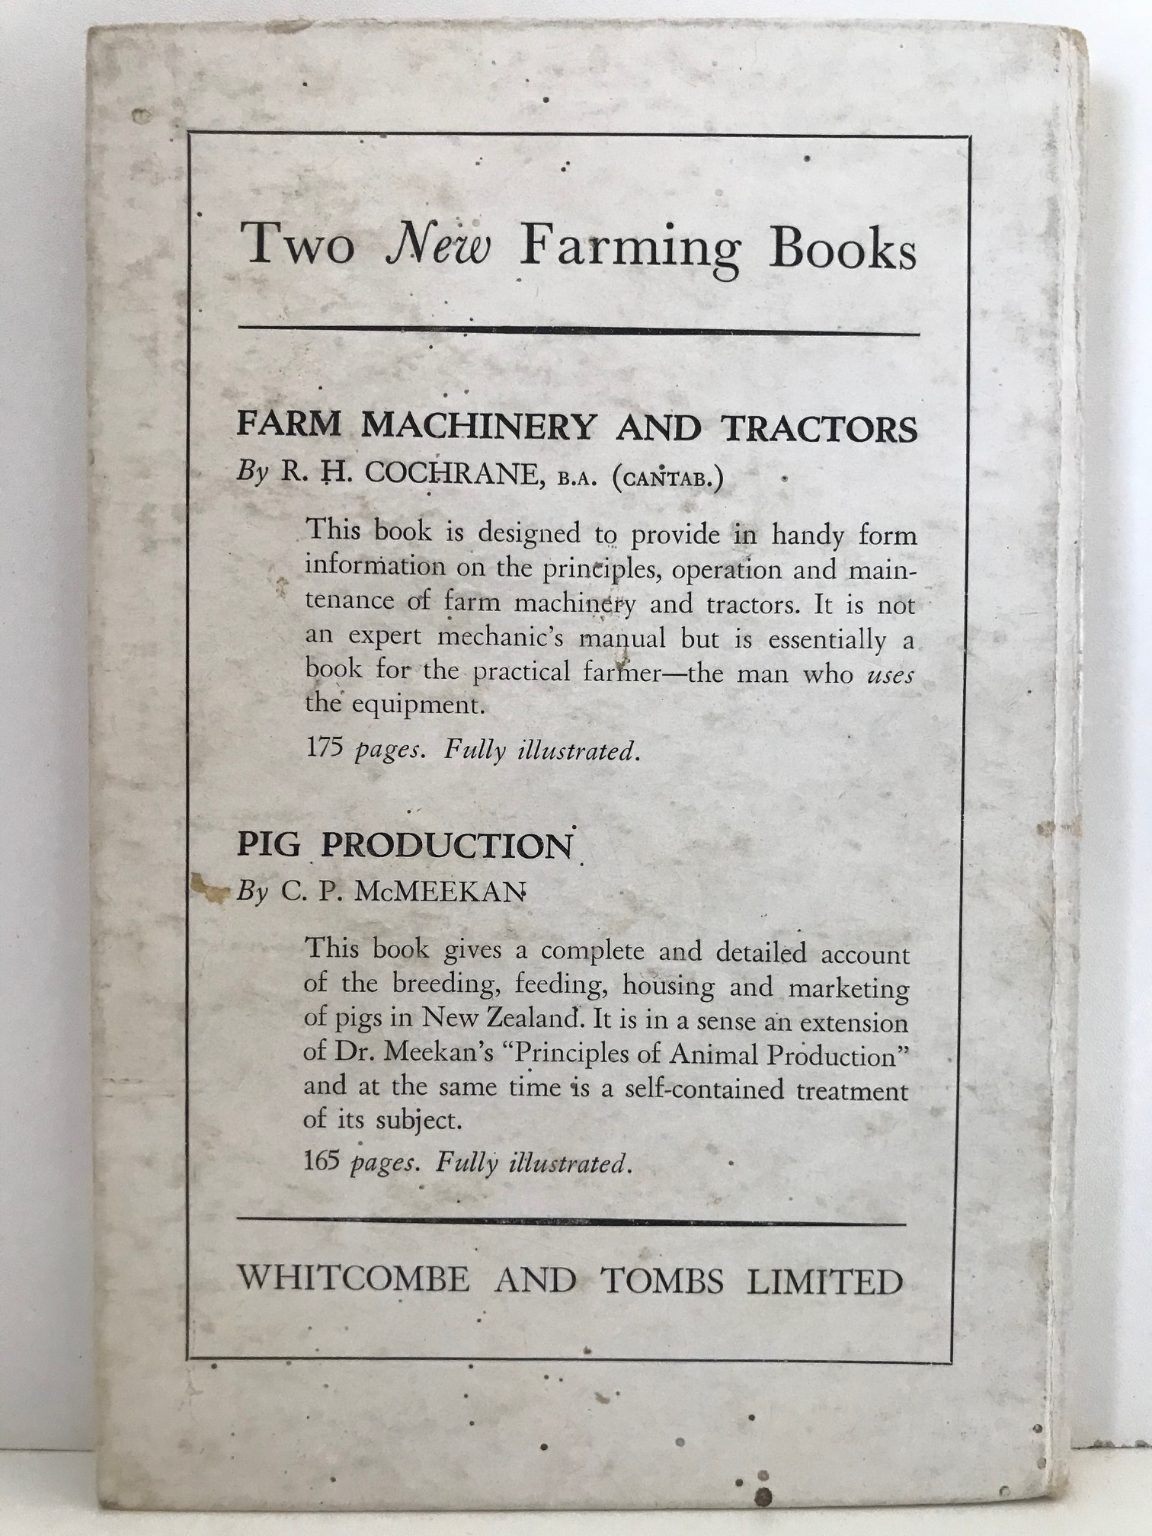 Two New Farming Books
FARM MACHINERY AND TRACTORS
By R. H. COCHRANE, B.A. (CANTAB.)
This book is designed to provide in handy form
information on the principles, operation and main-
tenance of farm machinery and tractors. It is not
an expert mechanic's manual but is essentially a
book for the practical farmer—the man who uses
the equipment.
175 pages. Fully illustrated.
PIG PRODUCTION
By C. P. McMEEKAN
This book gives a complete and detailed account
of the breeding, feeding, housing and marketing
of pigs in New Zealand. It is in a sense an extension
of Dr. Meekan's “Principles of Animal Production”
and at the same time is a self-contained treatment
of its subject.
165 pages. Fully illustrated.
WHITCOMBE AND TOMBS LIMITED